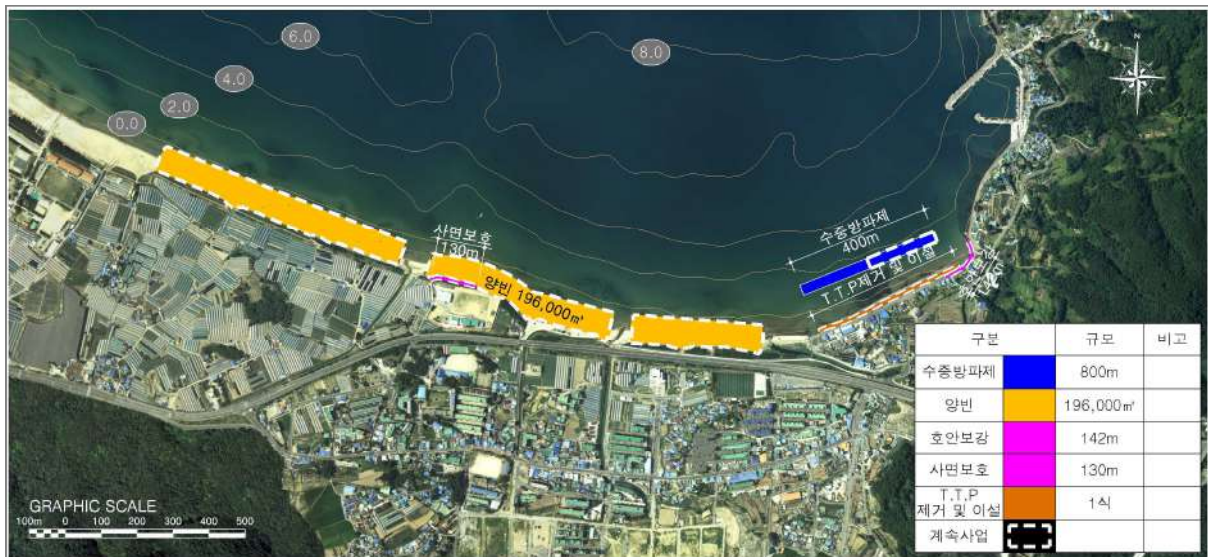 6.0
8.0
4.0
2.0
0.0
N
사면보호
130m
수중방파제
400m
T.T.P제거 및 이설
양빈 196,000㎥
구분 규모 비고
수중방파제 800m
양빈 196,000㎥
호안보강 142m
사면보호 130m
T.T.P
제거 및 이설 1식
계속사업
GRAPHIC SCALE
100m 0 100 200 300 400 500